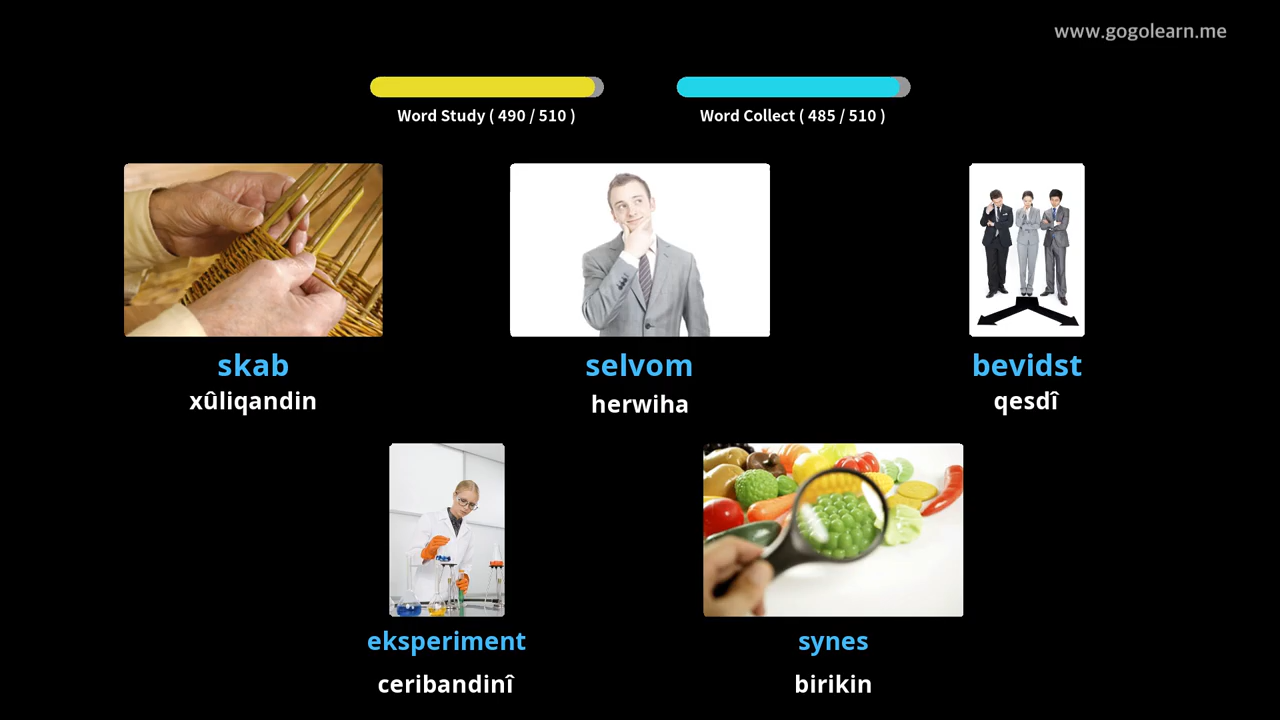 www.gogolearn.me
Word Study ( 490 / 510 )
Word Collect ( 485 / 510 )
skab
xûliqandin
selvom
herwiha
bevidst
qesdî
eksperiment
ceribandinî
synes
birikin